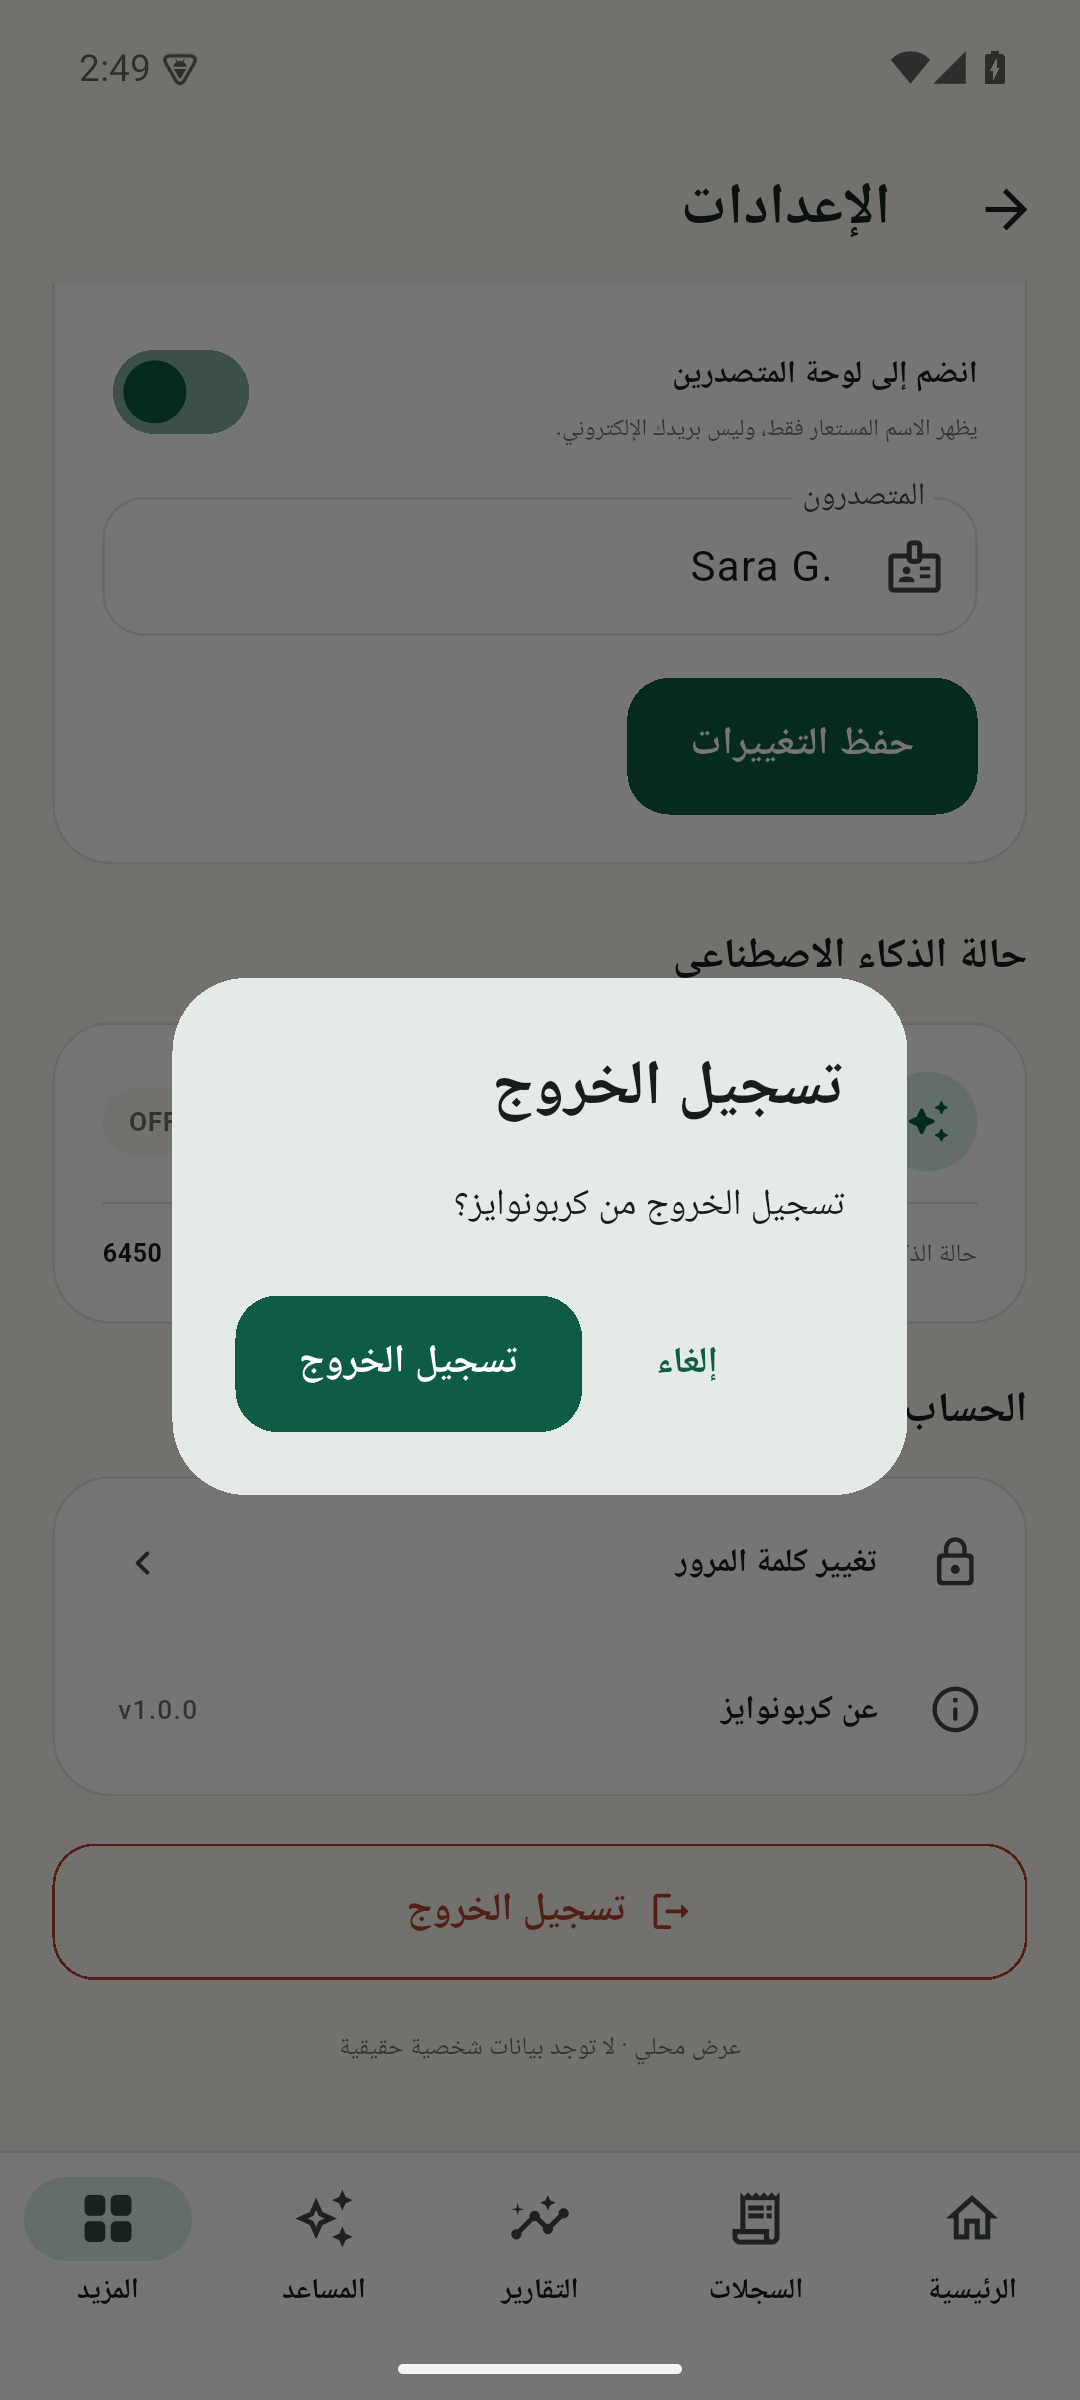 2:49
الإعدادات
انضم إلى لوحة المتصدرين
يظهر الاسم المستعار فقط، وليس بريدك الإلكتروني.
المتصدرون
Sara G.
حفظ التغييرات
حالة الذكاء الاصطناعي
OFF
حالة الذ
6450
تسجيل الخروج
تسجيل الخروج من كربونوايز؟
إلغاء
تسجيل الخروج
الحساب
تغيير كلمة المرور
عن كربونوايز
v1.0.0
تسجيل الخروج
عرض محلي · لا توجد بيانات شخصية حقيقية
الرئيسية
السجلات
التقارير
المساعد
المزيد